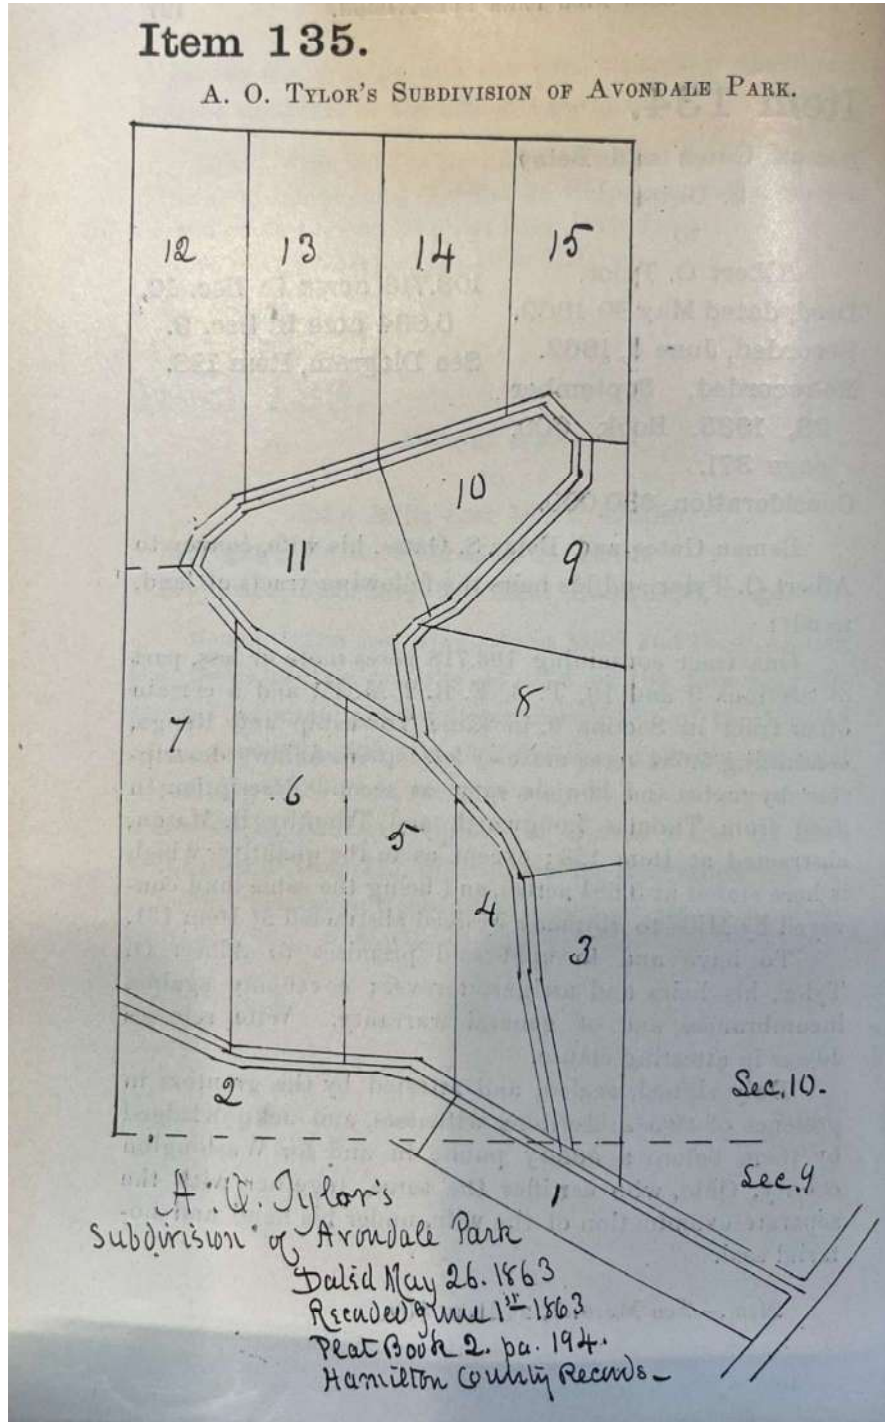 Item 135.
A. O. Tylor's Subdivision of Avondale Park.
12 13 14 15
10
11
9
8
7
6
5
4
3
2
Sec. 10.
Sec. 9
1
A. O. Tylor's
Subdivision of Avondale Park
Dated May 26. 1863
Recorded June 1st 1863
Plat Book 2. pa. 194.
Hamilton County Records